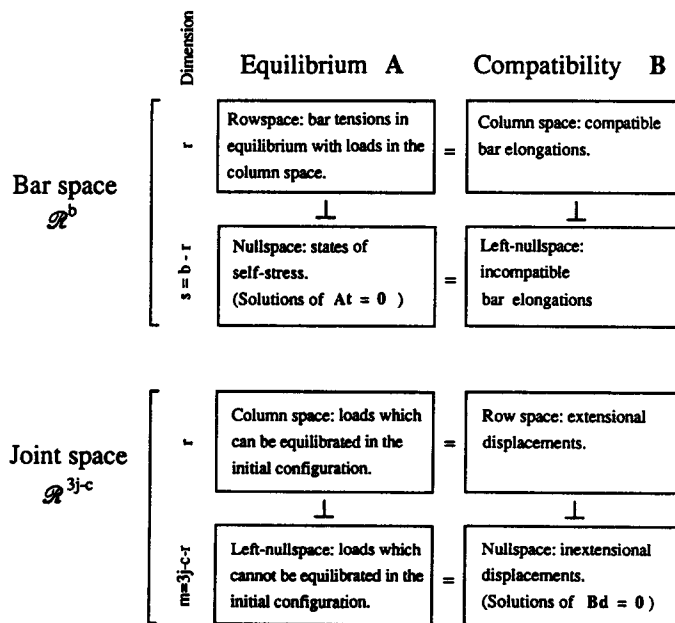 Dimension
Equilibrium A
Compatibility B
Bar space
ℛ^b
r
Rowspace: bar tensions in
equilibrium with loads in the
column space.
=
Column space: compatible
bar elongations.
⊥
⊥
s = b - r
Nullspace: states of
self-stress.
(Solutions of At = 0 )
=
Left-nullspace:
incompatible
bar elongations
Joint space
ℛ^3j-c
r
Column space: loads which
can be equilibrated in the
initial configuration.
=
Row space: extensional
displacements.
⊥
⊥
m=3j-c-r
Left-nullspace: loads which
cannot be equilibrated in the
initial configuration.
=
Nullspace: inextensional
displacements.
(Solutions of Bd = 0 )